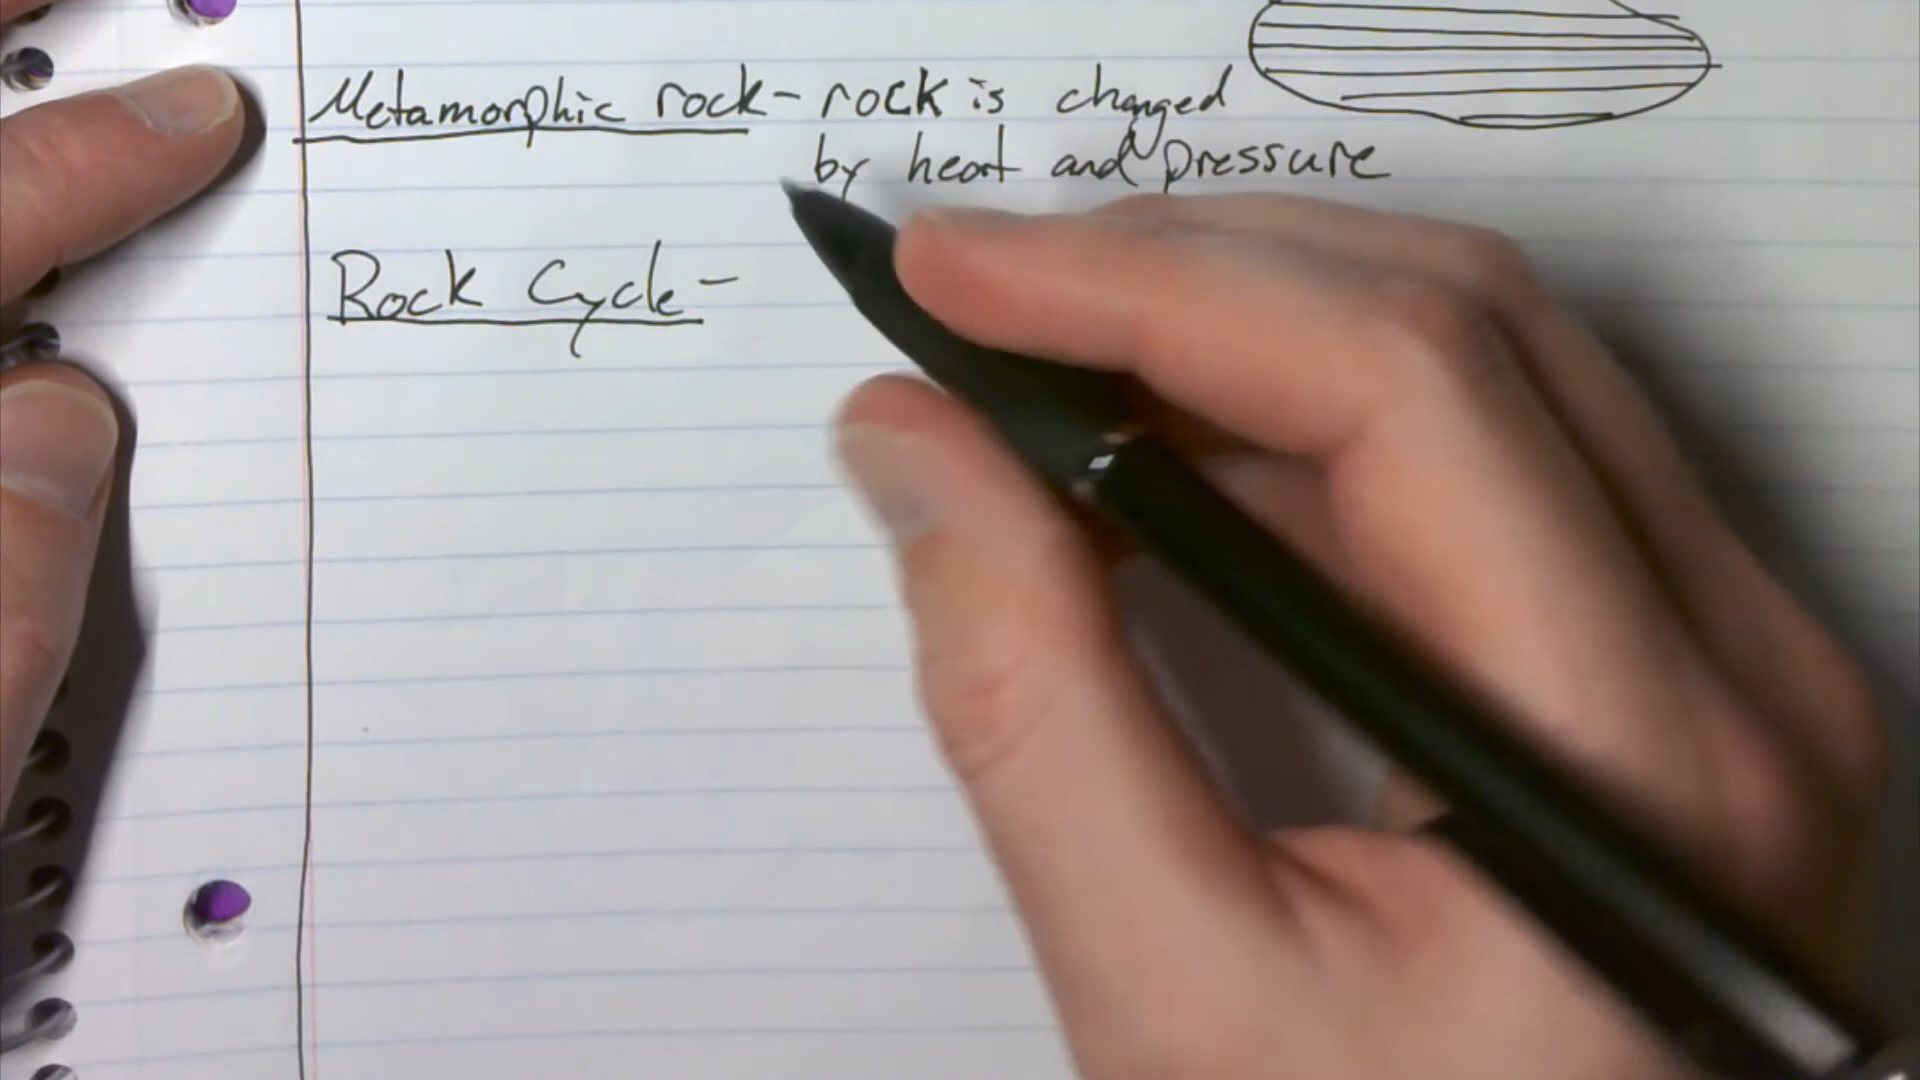 Metamorphic rock- rock is changed
by heat and pressure
Rock Cycle-